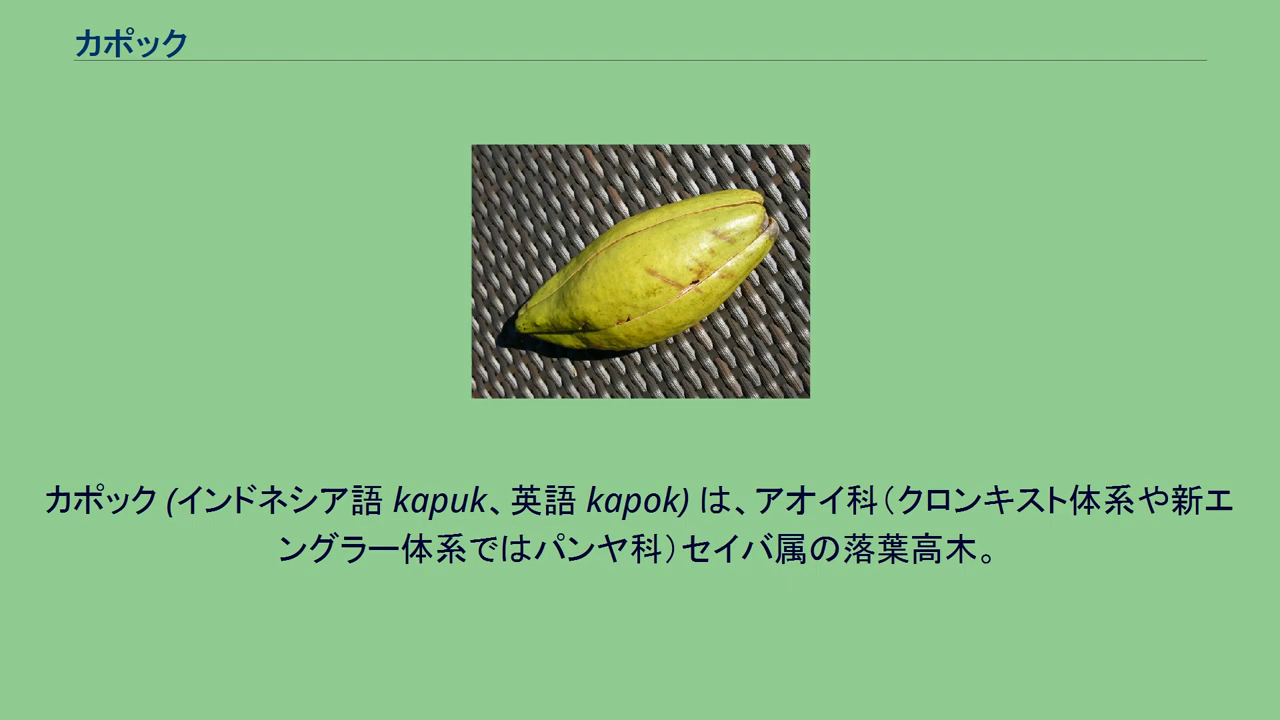 カポック
カポック (インドネシア語 kapuk、英語 kapok) は、アオイ科（クロンキスト体系や新エ
ングラー体系ではパンヤ科）セイバ属の落葉高木。